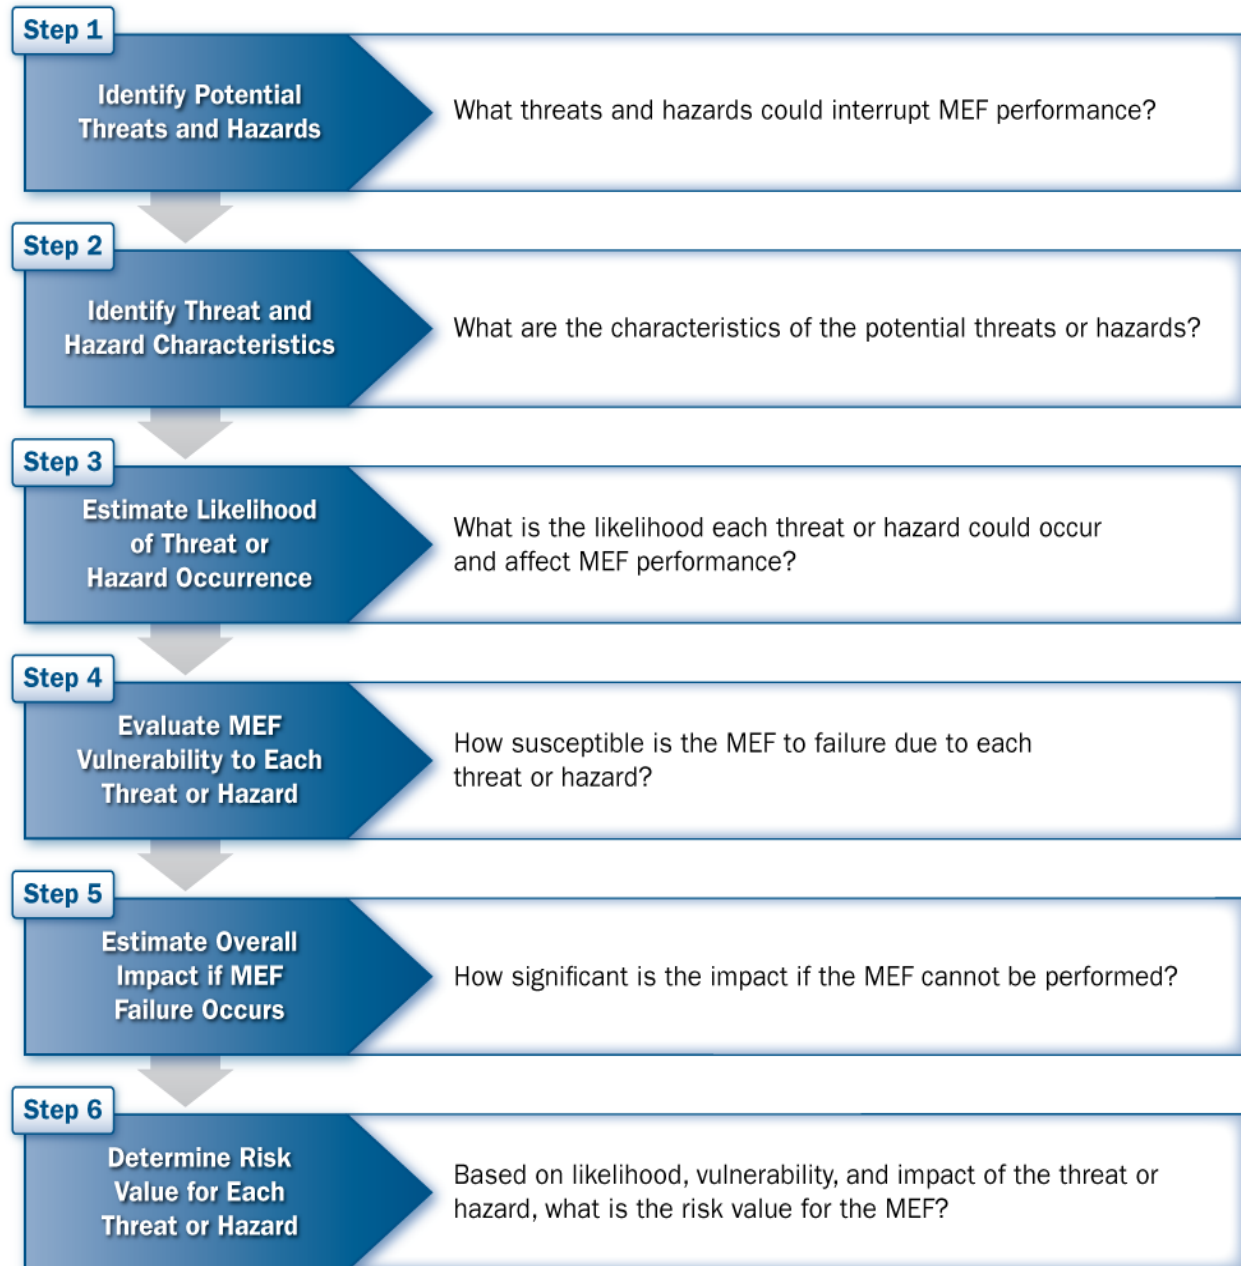 Step 1
Identify Potential
Threats and Hazards
What threats and hazards could interrupt MEF performance?
Step 2
Identify Threat and
Hazard Characteristics
What are the characteristics of the potential threats or hazards?
Step 3
Estimate Likelihood
of Threat or
Hazard Occurrence
What is the likelihood each threat or hazard could occur
and affect MEF performance?
Step 4
Evaluate MEF
Vulnerability to Each
Threat or Hazard
How susceptible is the MEF to failure due to each
threat or hazard?
Step 5
Estimate Overall
Impact if MEF
Failure Occurs
How significant is the impact if the MEF cannot be performed?
Step 6
Determine Risk
Value for Each
Threat or Hazard
Based on likelihood, vulnerability, and impact of the threat or
hazard, what is the risk value for the MEF?